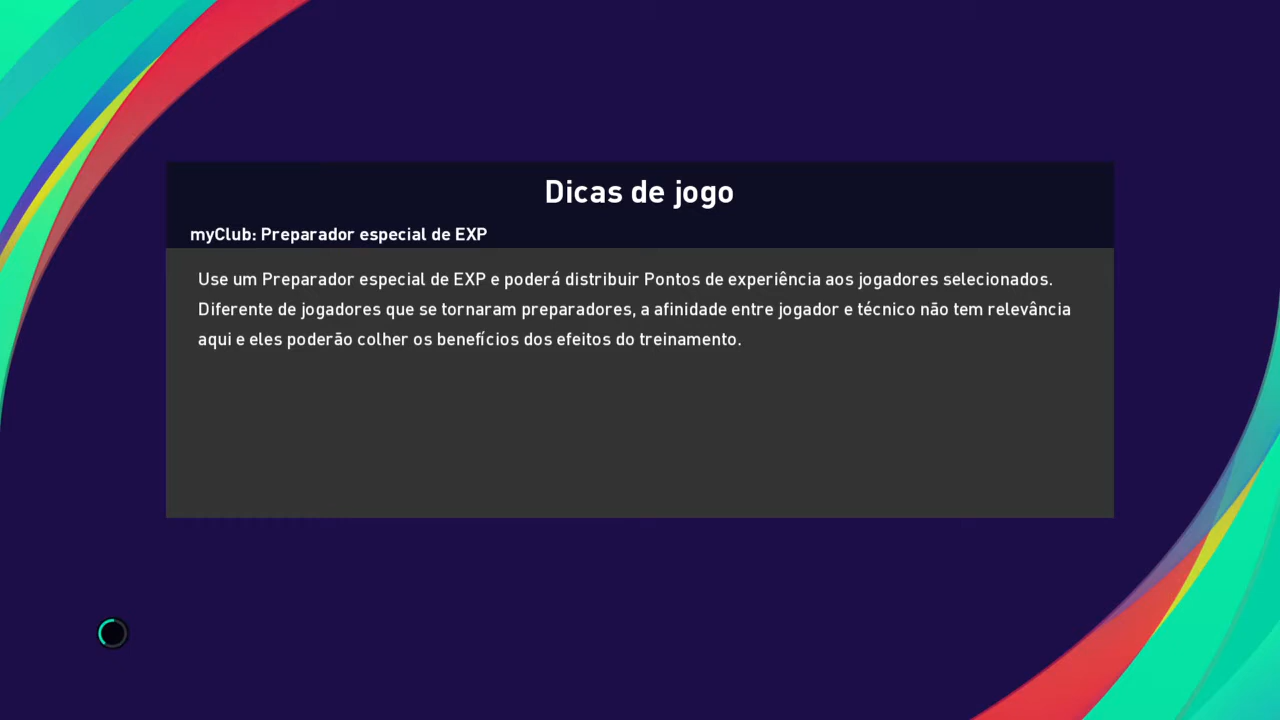 Dicas de jogo
myClub: Preparador especial de EXP
Use um Preparador especial de EXP e poderá distribuir Pontos de experiência aos jogadores selecionados.
Diferente de jogadores que se tornaram preparadores, a afinidade entre jogador e técnico não tem relevância
aqui e eles poderão colher os benefícios dos efeitos do treinamento.